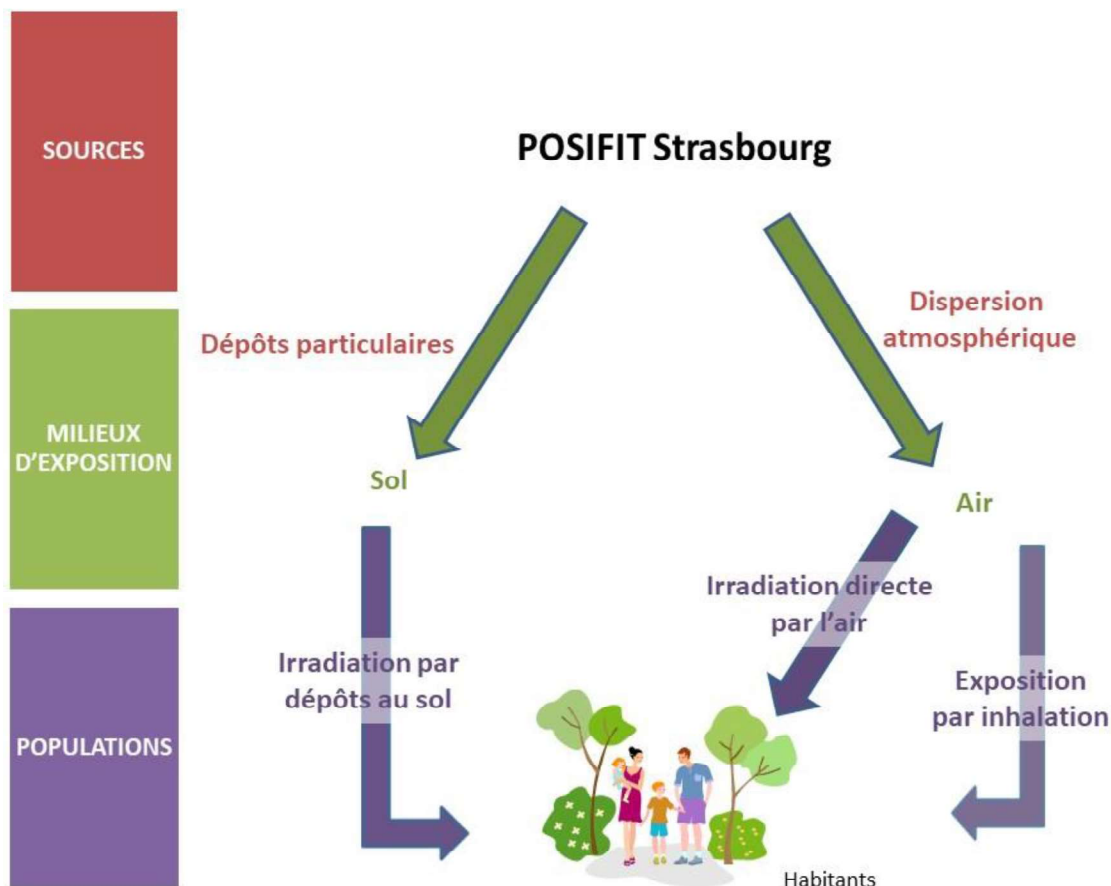 SOURCES
POSIFIT Strasbourg
Dépôts particulaires
Dispersion
atmosphérique
MILIEUX
D'EXPOSITION
Sol
Air
Irradiation directe
par l'air
Irradiation par
dépôts au sol
Exposition
par inhalation
POPULATIONS
Habitants